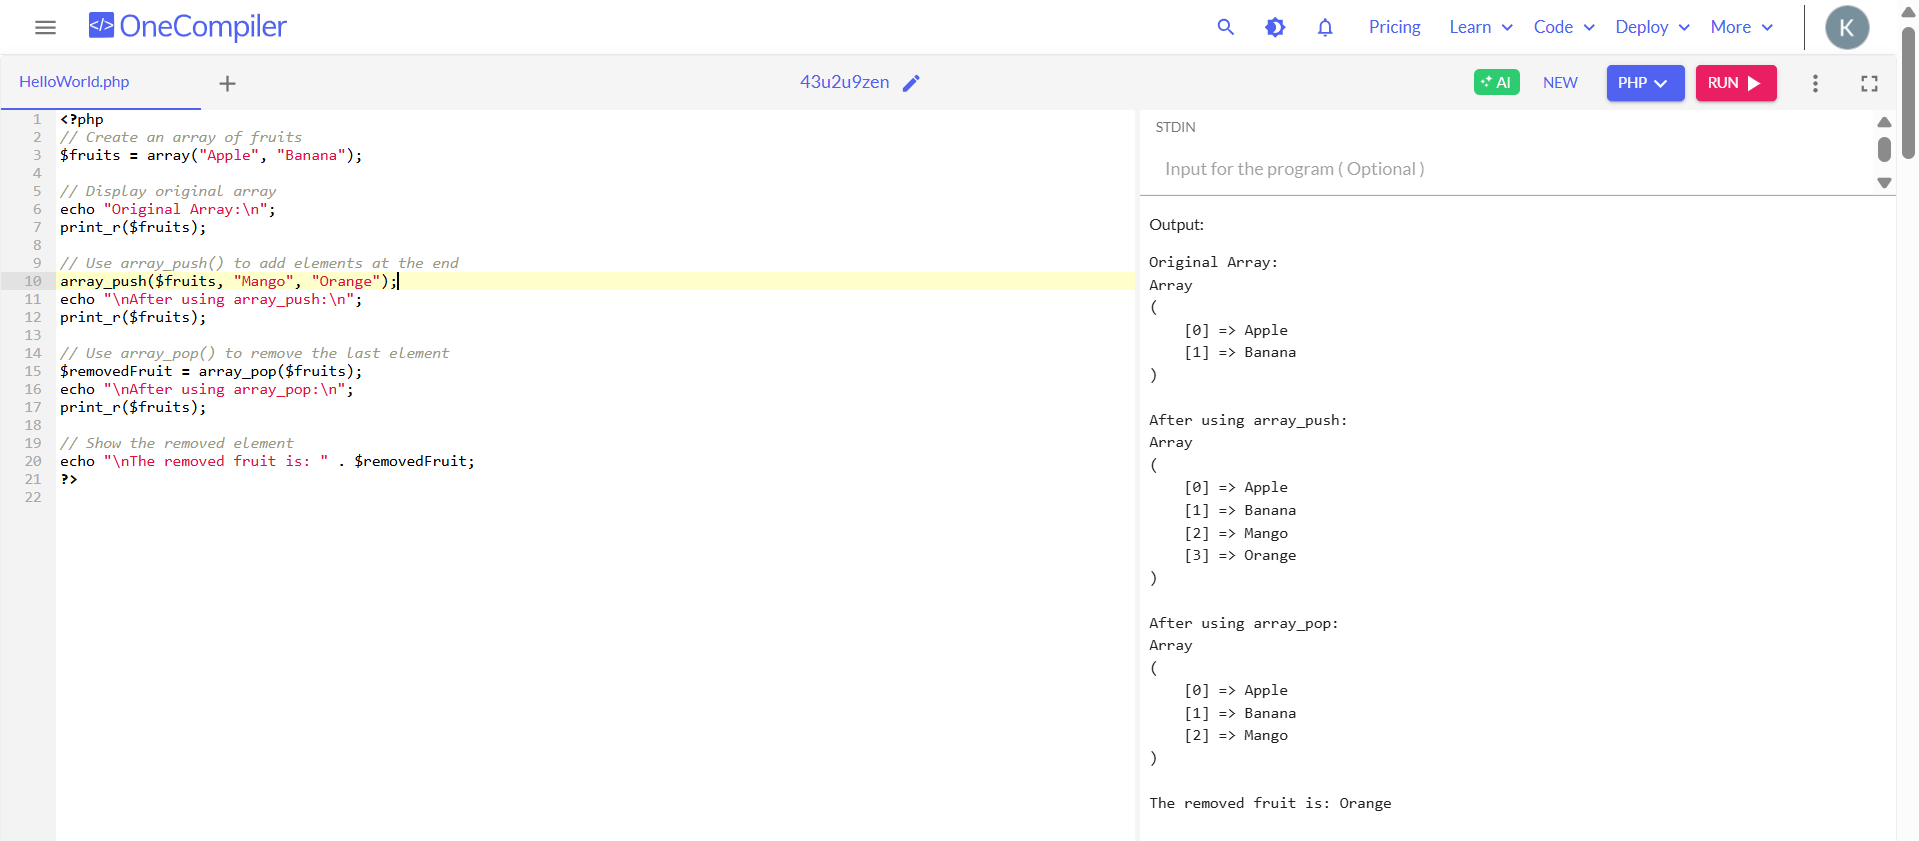 </> OneCompiler
Pricing Learn Code Deploy More K
HelloWorld.php + 43u2u9zen AI NEW PHP RUN
1 <?php
2 // Create an array of fruits
3 $fruits = array("Apple", "Banana");
4
5 // Display original array
6 echo "Original Array:\n";
7 print_r($fruits);
8
9 // Use array_push() to add elements at the end
10 array_push($fruits, "Mango", "Orange");
11 echo "\nAfter using array_push:\n";
12 print_r($fruits);
13
14 // Use array_pop() to remove the last element
15 $removedFruit = array_pop($fruits);
16 echo "\nAfter using array_pop:\n";
17 print_r($fruits);
18
19 // Show the removed element
20 echo "\nThe removed fruit is: " . $removedFruit;
21 ?>
22
STDIN
Input for the program ( Optional )
Output:
Original Array:
Array
(
    [0] => Apple
    [1] => Banana
)
After using array_push:
Array
(
    [0] => Apple
    [1] => Banana
    [2] => Mango
    [3] => Orange
)
After using array_pop:
Array
(
    [0] => Apple
    [1] => Banana
    [2] => Mango
)
The removed fruit is: Orange